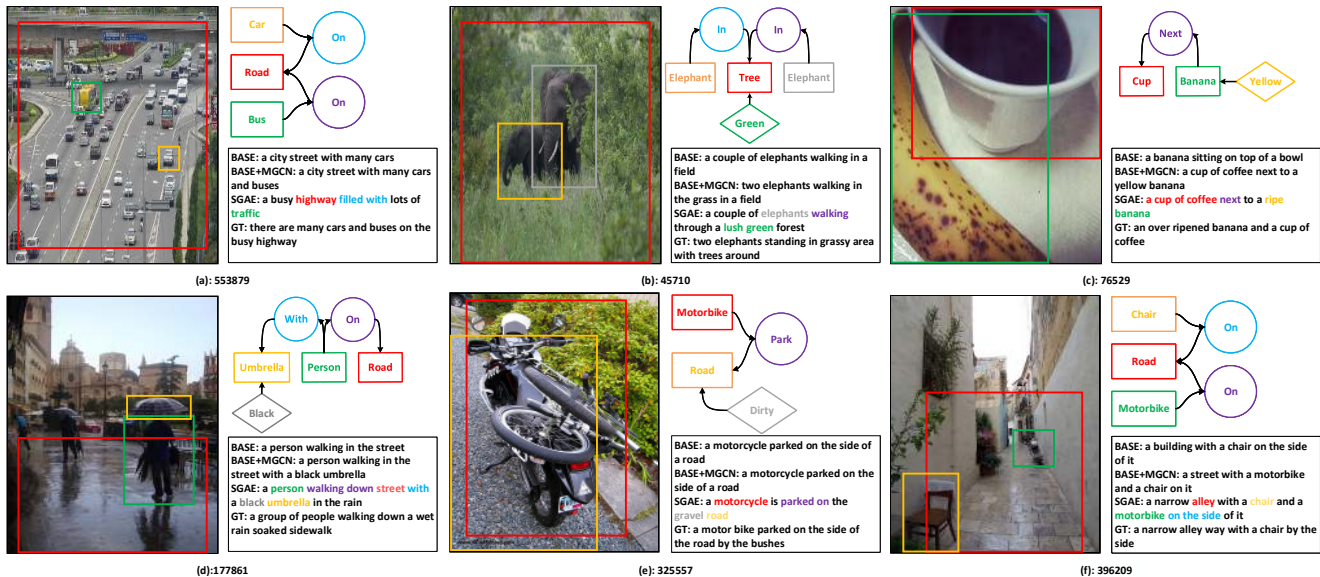 Car
On
Road
On
Bus
BASE: a city street with many cars
BASE+MGCN: a city street with many cars
and buses
SGAE: a busy highway filled with lots of
traffic
GT: there are many cars and buses on the
busy highway
(a): 553879
In
In
Elephant
Tree
Elephant
Green
BASE: a couple of elephants walking in a
field
BASE+MGCN: two elephants walking in
the grass in a field
SGAE: a couple of elephants walking
through a lush green forest
GT: two elephants standing in grassy area
with trees around
(b): 45710
Next
Cup
Banana
Yellow
BASE: a banana sitting on top of a bowl
BASE+MGCN: a cup of coffee next to a
yellow banana
SGAE: a cup of coffee next to a ripe
banana
GT: an over ripened banana and a cup of
coffee
(c): 76529
With
On
Umbrella
Person
Road
Black
BASE: a person walking in the street
BASE+MGCN: a person walking in the
street with a black umbrella
SGAE: a person walking down street with
a black umbrella in the rain
GT: a group of people walking down a wet
rain soaked sidewalk
(d):177861
Motorbike
Park
Road
Dirty
BASE: a motorcycle parked on the side of
a road
BASE+MGCN: a motorcycle parked on the
side of a road
SGAE: a motorcycle is parked on the
gravel road
GT: a motor bike parked on the side of
the road by the bushes
(e): 325557
Chair
On
Road
On
Motorbike
BASE: a building with a chair on the side
of it
BASE+MGCN: a street with a motorbike
and a chair on it
SGAE: a narrow alley with a chair and a
motorbike on the side of it
GT: a narrow alley way with a chair by the
side
(f): 396209